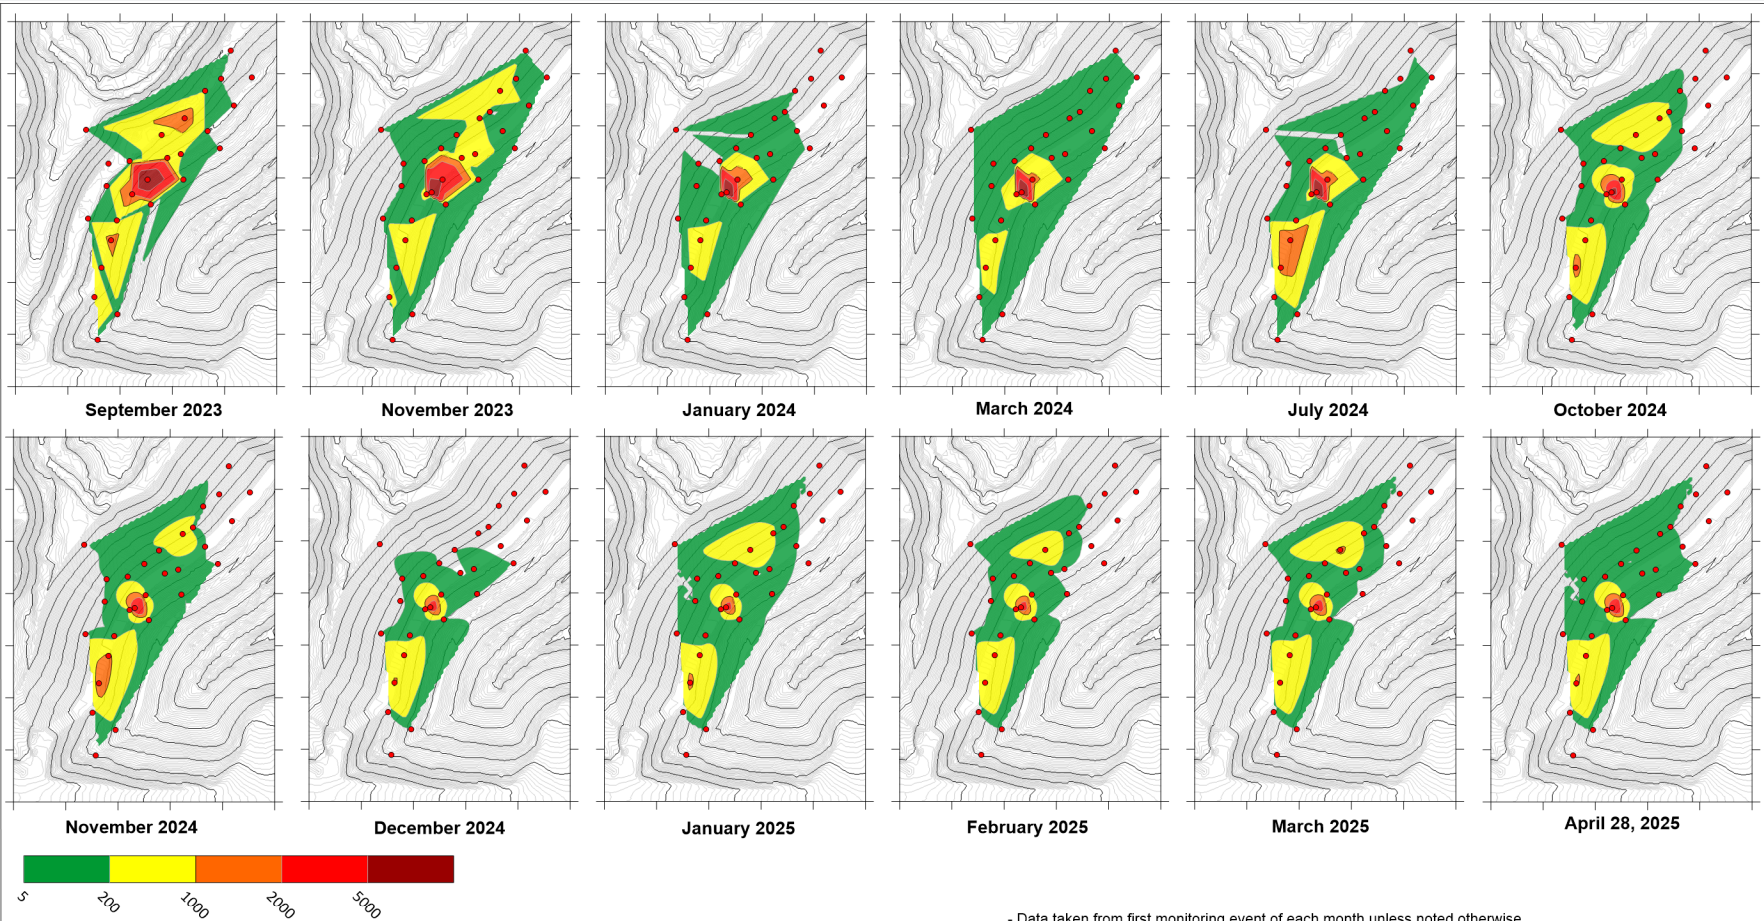 September 2023
November 2023
January 2024
March 2024
July 2024
October 2024
November 2024
December 2024
January 2025
February 2025
March 2025
April 28, 2025
5
200
1000
2000
5000
- Data taken from first monitoring event of each month unless noted otherwise